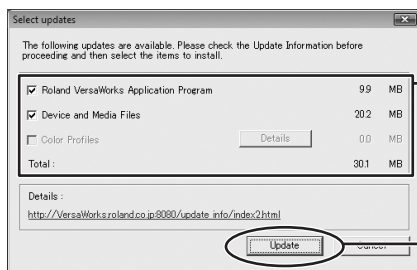 Select updates
The following updates are available. Please check the Update Information before
proceeding and then select the items to install.
Roland VersaWorks Application Program 9.9 MB
Device and Media Files 20.2 MB
Color Profiles Details 0.0 MB
Total : 30.1 MB
Details :
http://VersaWorks.roland.co.jp:8080/update_info/index2.html
Update Cancel